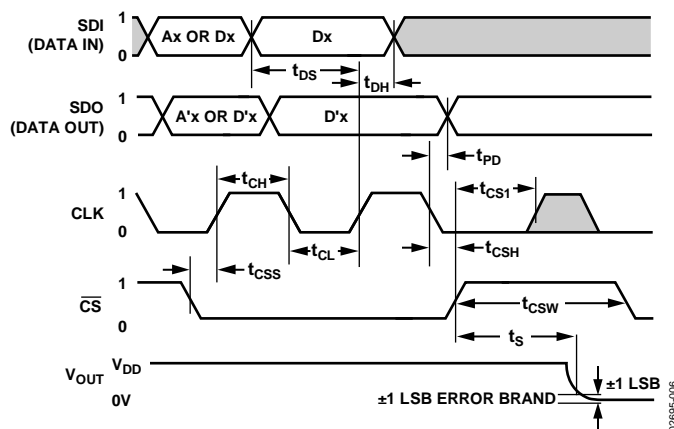 SDI
(DATA IN)
1
0
Ax OR Dx
Dx
tDS
tDH
SDO
(DATA OUT)
1
0
A'x OR D'x
D'x
tPD
tCH
tCS1
CLK
1
0
tCL
tCSH
tCSS
CS
1
0
tCSW
tS
VOUT
VDD
0V
±1 LSB
±1 LSB ERROR BRAND
02695-006